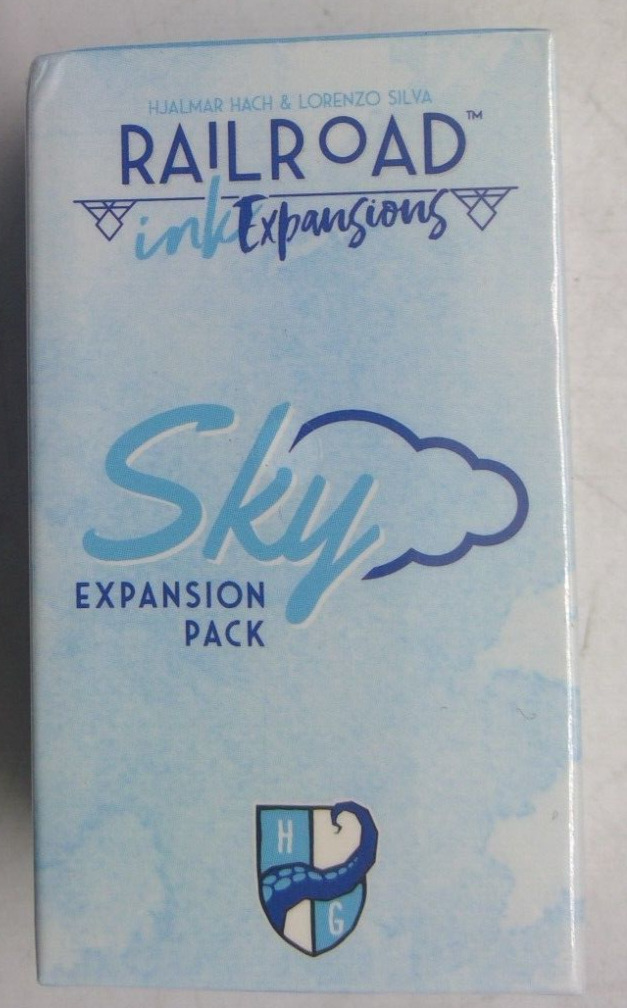 HJALMAR HACH & LORENZO SILVA
RAILROAD™
ink Expansions
Sky
EXPANSION
PACK
H
G